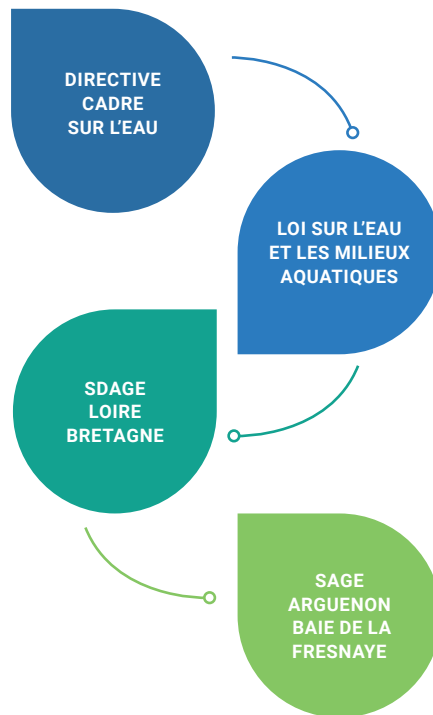 DIRECTIVE
CADRE
SUR L'EAU
LOI SUR L'EAU
ET LES MILIEUX
AQUATIQUES
SDAGE
LOIRE
BRETAGNE
SAGE
ARGUENON
BAIE DE LA
FRESNAYE